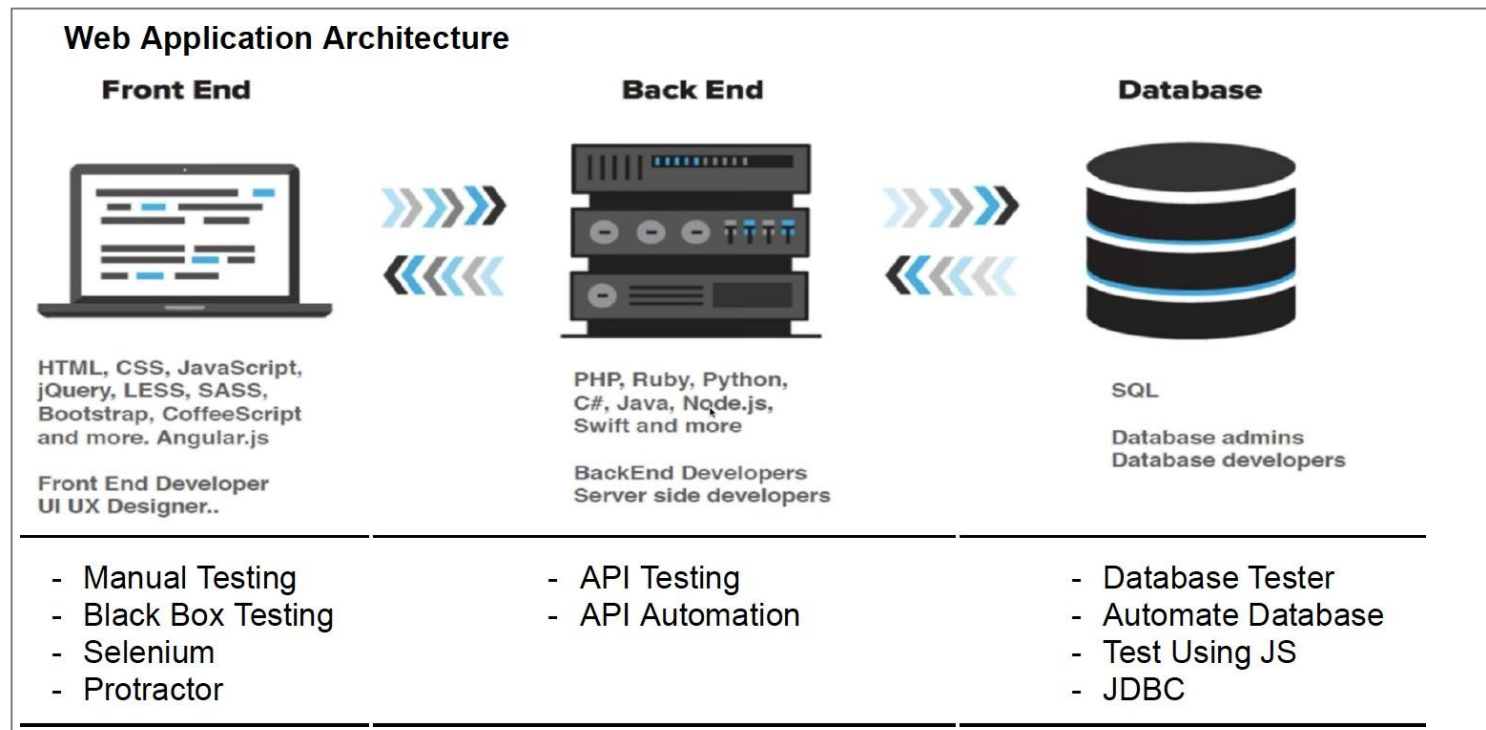 Web Application Architecture
Front End
HTML, CSS, JavaScript,
jQuery, LESS, SASS,
Bootstrap, CoffeeScript
and more. Angular.js
Front End Developer
UI UX Designer..
- Manual Testing
- Black Box Testing
- Selenium
- Protractor
Back End
PHP, Ruby, Python,
C#, Java, Node.js,
Swift and more
BackEnd Developers
Server side developers
- API Testing
- API Automation
Database
SQL
Database admins
Database developers
- Database Tester
- Automate Database
- Test Using JS
- JDBC